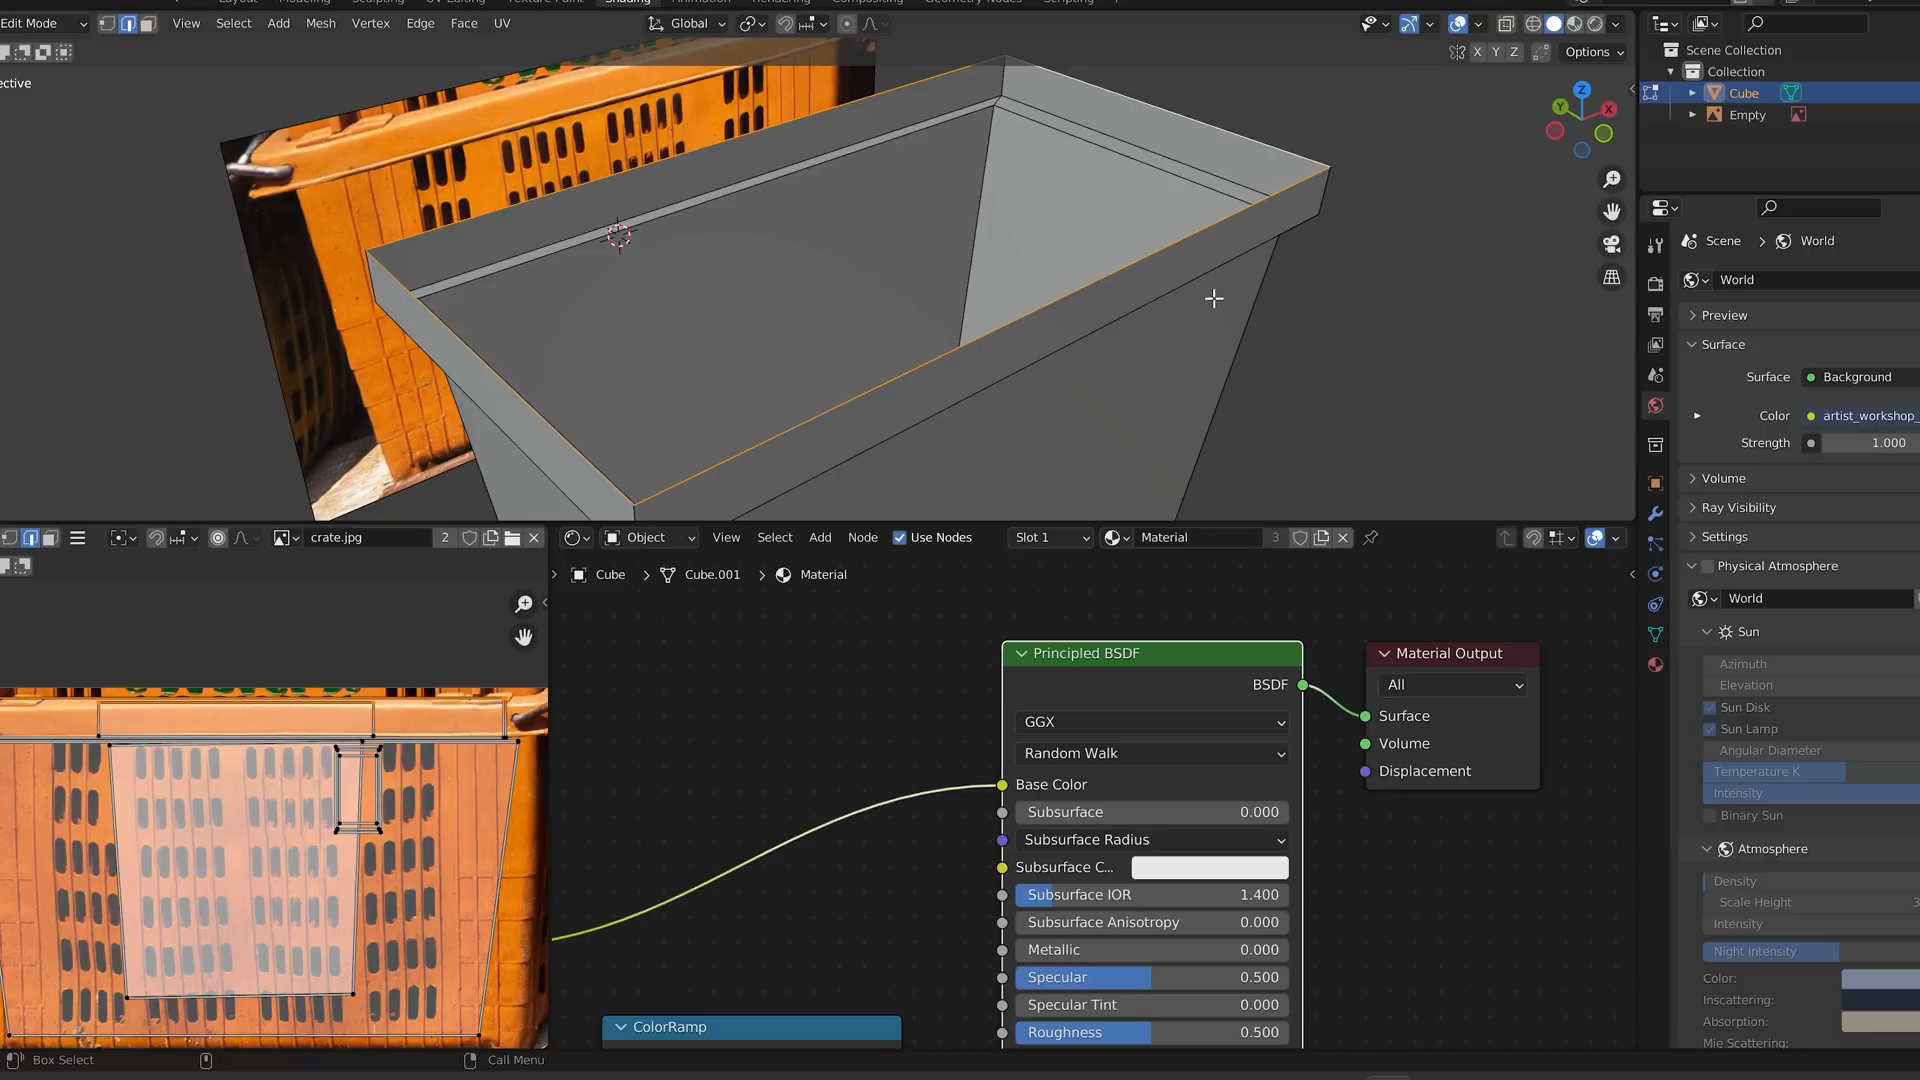 Edit Mode View Select Add Mesh Vertex Edge Face UV Global
X Y Z Options
ective
Z
Y X
Scene Collection
Collection
Cube
Empty
Scene > World
World
Preview
Surface
Surface Background
Color artist_workshop_
Strength 1.000
Volume
Ray Visibility
Settings
Physical Atmosphere
World
Sun
Azimuth
Elevation
Sun Disk
Sun Lamp
Angular Diameter
Temperature K
Intensity
Binary Sun
Atmosphere
Density
Scale Height 3
Intensity
Night Intensity
Color:
Inscattering:
Absorption:
Mie Scattering:
crate.jpg 2
Object View Select Add Node Use Nodes Slot 1 Material 3
Cube > Cube.001 > Material
Principled BSDF
BSDF
GGX
Random Walk
Base Color
Subsurface 0.000
Subsurface Radius
Subsurface C...
Subsurface IOR 1.400
Subsurface Anisotropy 0.000
Metallic 0.000
Specular 0.500
Specular Tint 0.000
Roughness 0.500
Material Output
All
Surface
Volume
Displacement
ColorRamp
Box Select Call Menu